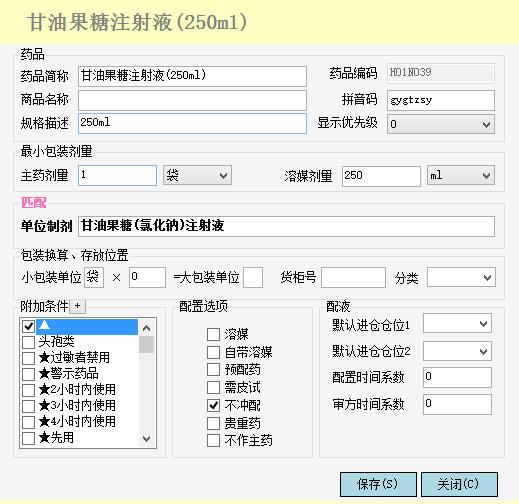 甘油果糖注射液(250ml)
药品
药品简称 甘油果糖注射液(250ml) 药品编码 H01N039
商品名称 拼音码 gygtzsy
规格描述 250ml 显示优先级 0
最小包装剂量
主药剂量 1 袋 溶媒剂量 250 ml
匹配
单位制剂 甘油果糖(氯化钠)注射液
包装换算、存放位置
小包装单位 袋 × 0 =大包装单位 货柜号 分类
附加条件 + 配置选项 配液
▲ 溶媒 默认进仓仓位1
头孢类 自带溶媒 默认进仓仓位2
★过敏者禁用 预配药
★警示药品 需皮试 配置时间系数 0
★2小时内使用 不冲配
★3小时内使用 贵重药 审方时间系数 0
★4小时内使用 不作主药
★先用
保存(S) 关闭(C)